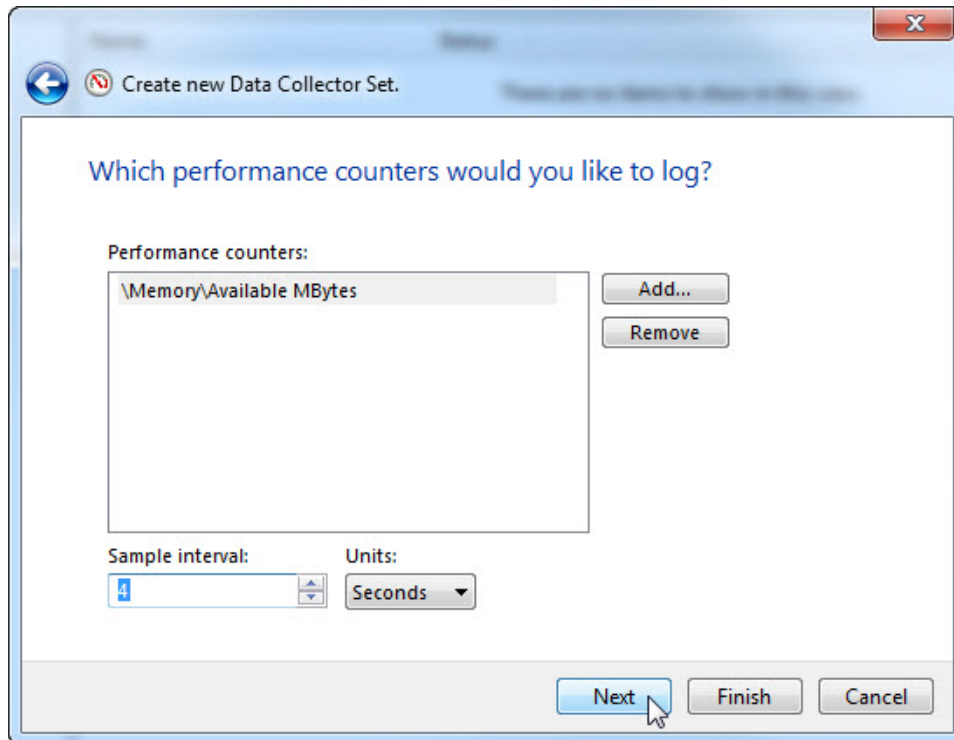 Create new Data Collector Set.
Which performance counters would you like to log?
Performance counters:
\Memory\Available MBytes
Add...
Remove
Sample interval:
Units:
4
Seconds
Next
Finish
Cancel